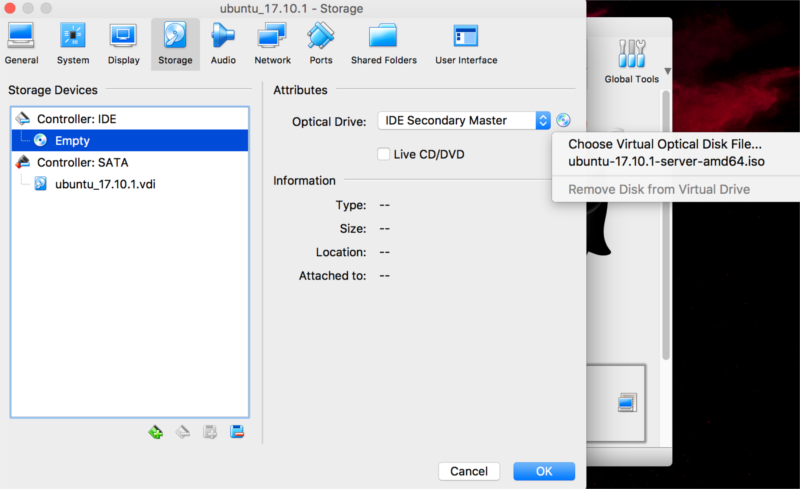 ubuntu_17.10.1 - Storage
General System Display Storage Audio Network Ports Shared Folders User Interface
Global Tools
Storage Devices
Controller: IDE
Empty
Controller: SATA
ubuntu_17.10.1.vdi
Attributes
Optical Drive: IDE Secondary Master
Live CD/DVD
Choose Virtual Optical Disk File...
ubuntu-17.10.1-server-amd64.iso
Remove Disk from Virtual Drive
Information
Type: --
Size: --
Location: --
Attached to: --
Cancel OK